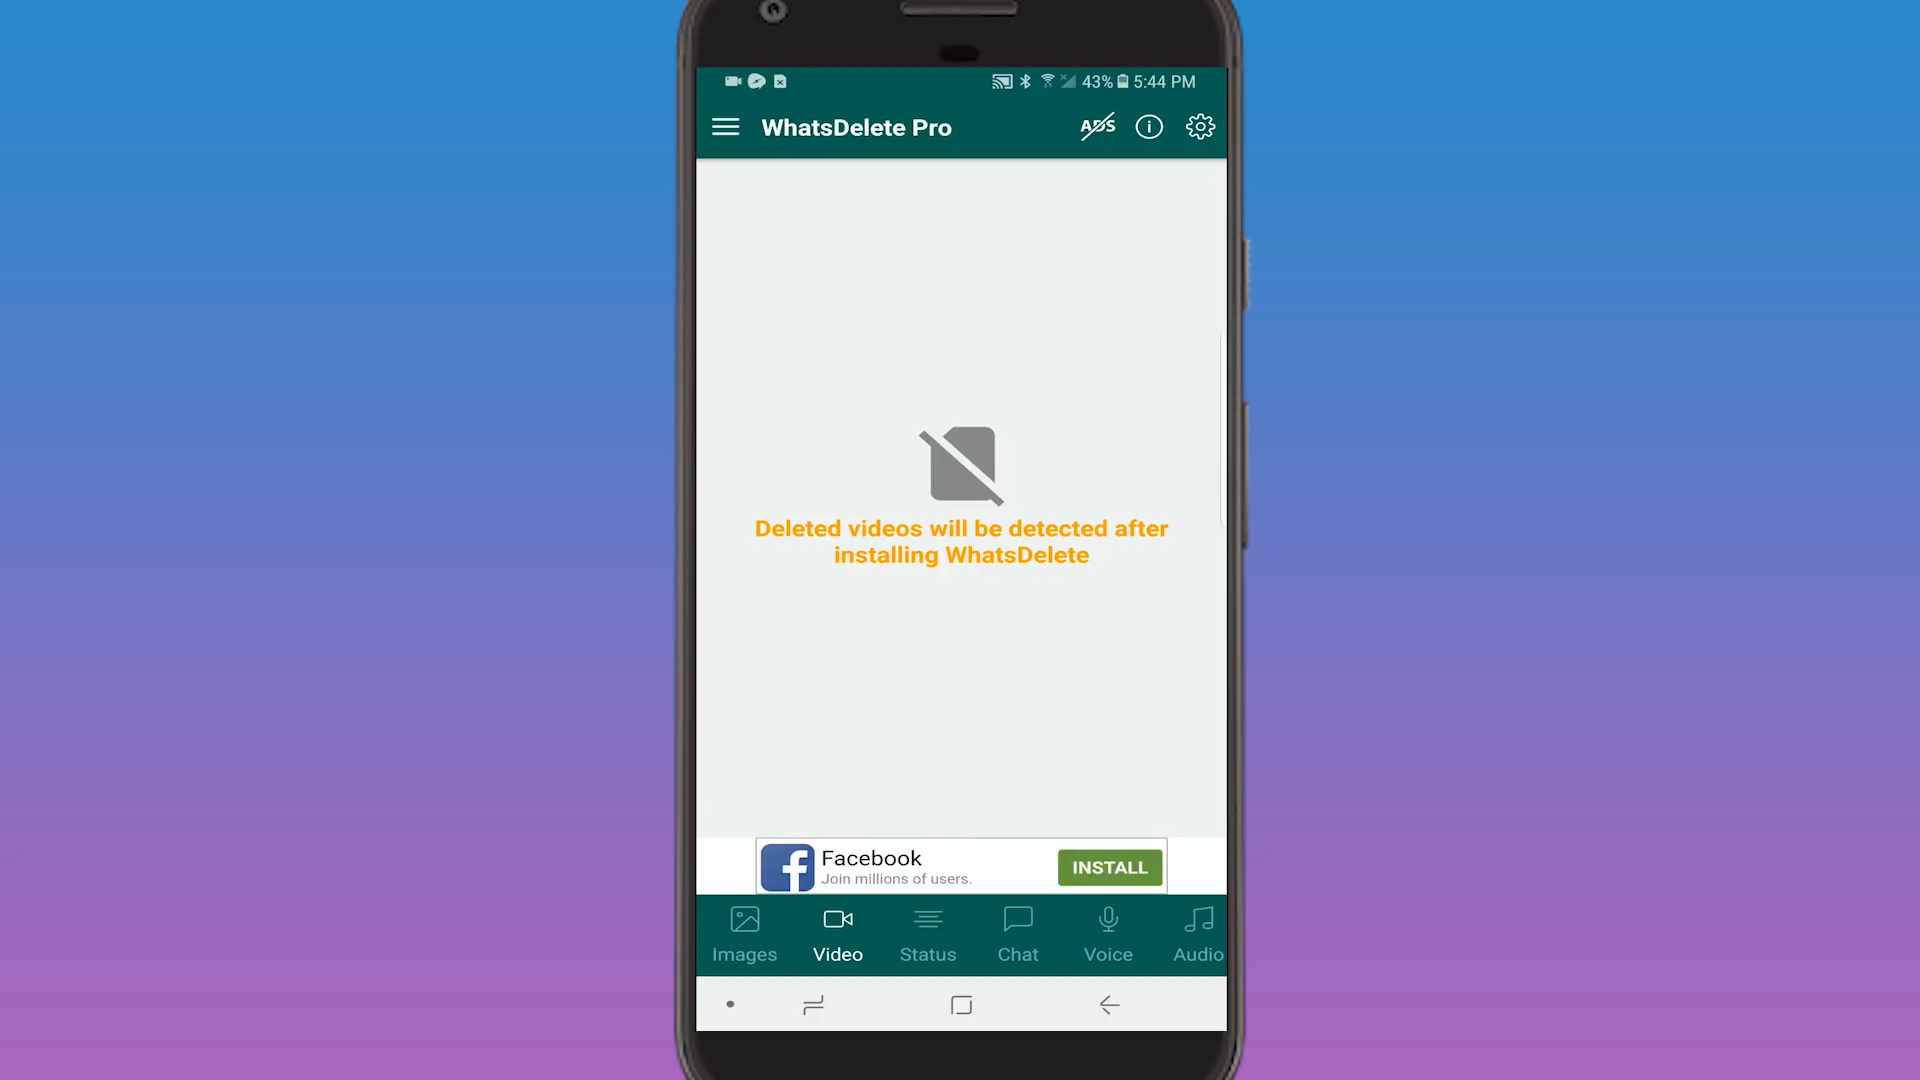 43% 5:44 PM
WhatsDelete Pro ADS
Deleted videos will be detected after
installing WhatsDelete
Facebook
Join millions of users.
INSTALL
Images Video Status Chat Voice Audio